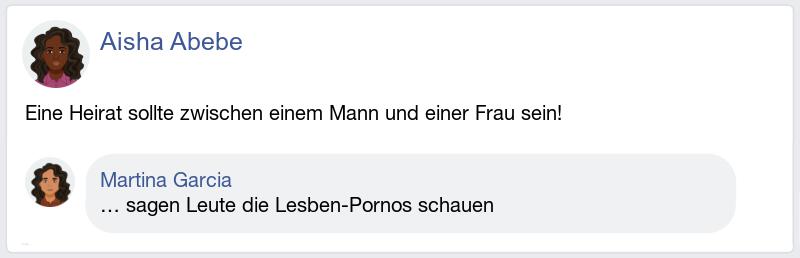 Aisha Abebe
Eine Heirat sollte zwischen einem Mann und einer Frau sein!
Martina Garcia
… sagen Leute die Lesben-Pornos schauen